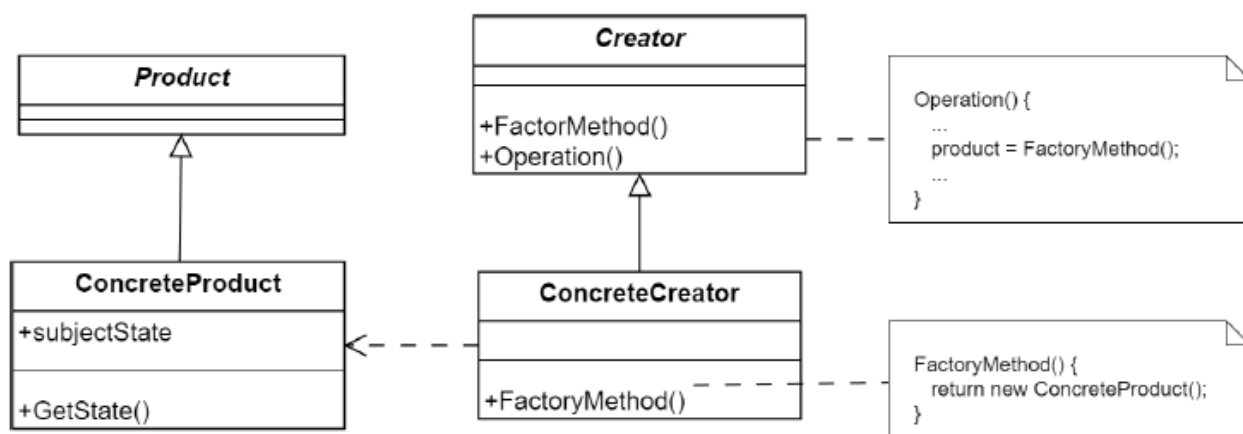 Product
Creator
+FactorMethod()
+Operation()
Operation() {
...
product = FactoryMethod();
...
}
ConcreteProduct
+subjectState
+GetState()
ConcreteCreator
+FactoryMethod()
FactoryMethod() {
return new ConcreteProduct();
}